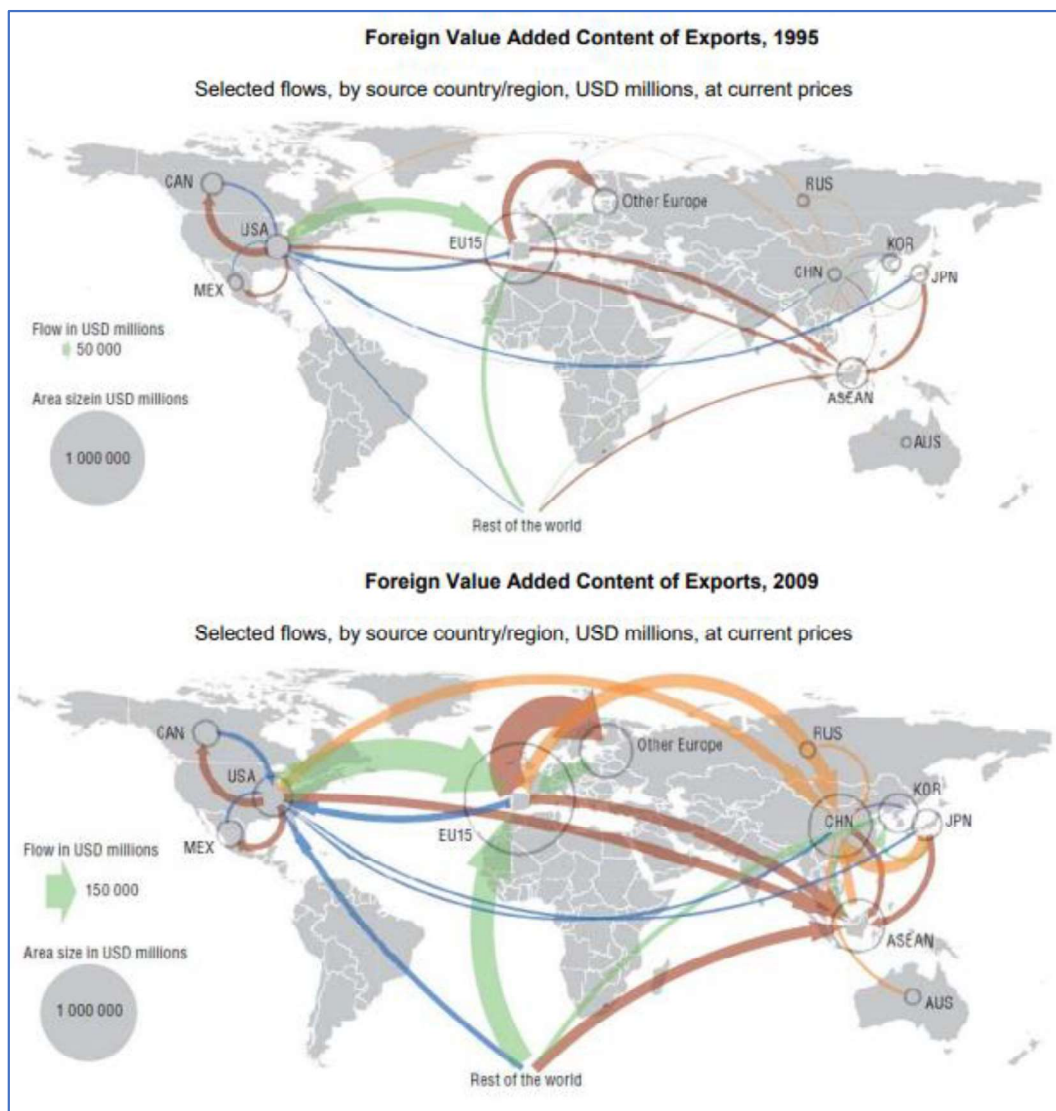 Foreign Value Added Content of Exports, 1995
Selected flows, by source country/region, USD millions, at current prices
CAN
RUS
Other Europe
USA
EU15
KOR
CHN
JPN
MEX
Flow in USD millions
50 000
Area sizein USD millions
ASEAN
1 000 000
AUS
Rest of the world
Foreign Value Added Content of Exports, 2009
Selected flows, by source country/region, USD millions, at current prices
CAN
RUS
Other Europe
USA
KOR
CHN
JPN
EU15
MEX
Flow in USD millions
150 000
ASEAN
Area size in USD millions
AUS
1 000 000
Rest of the world